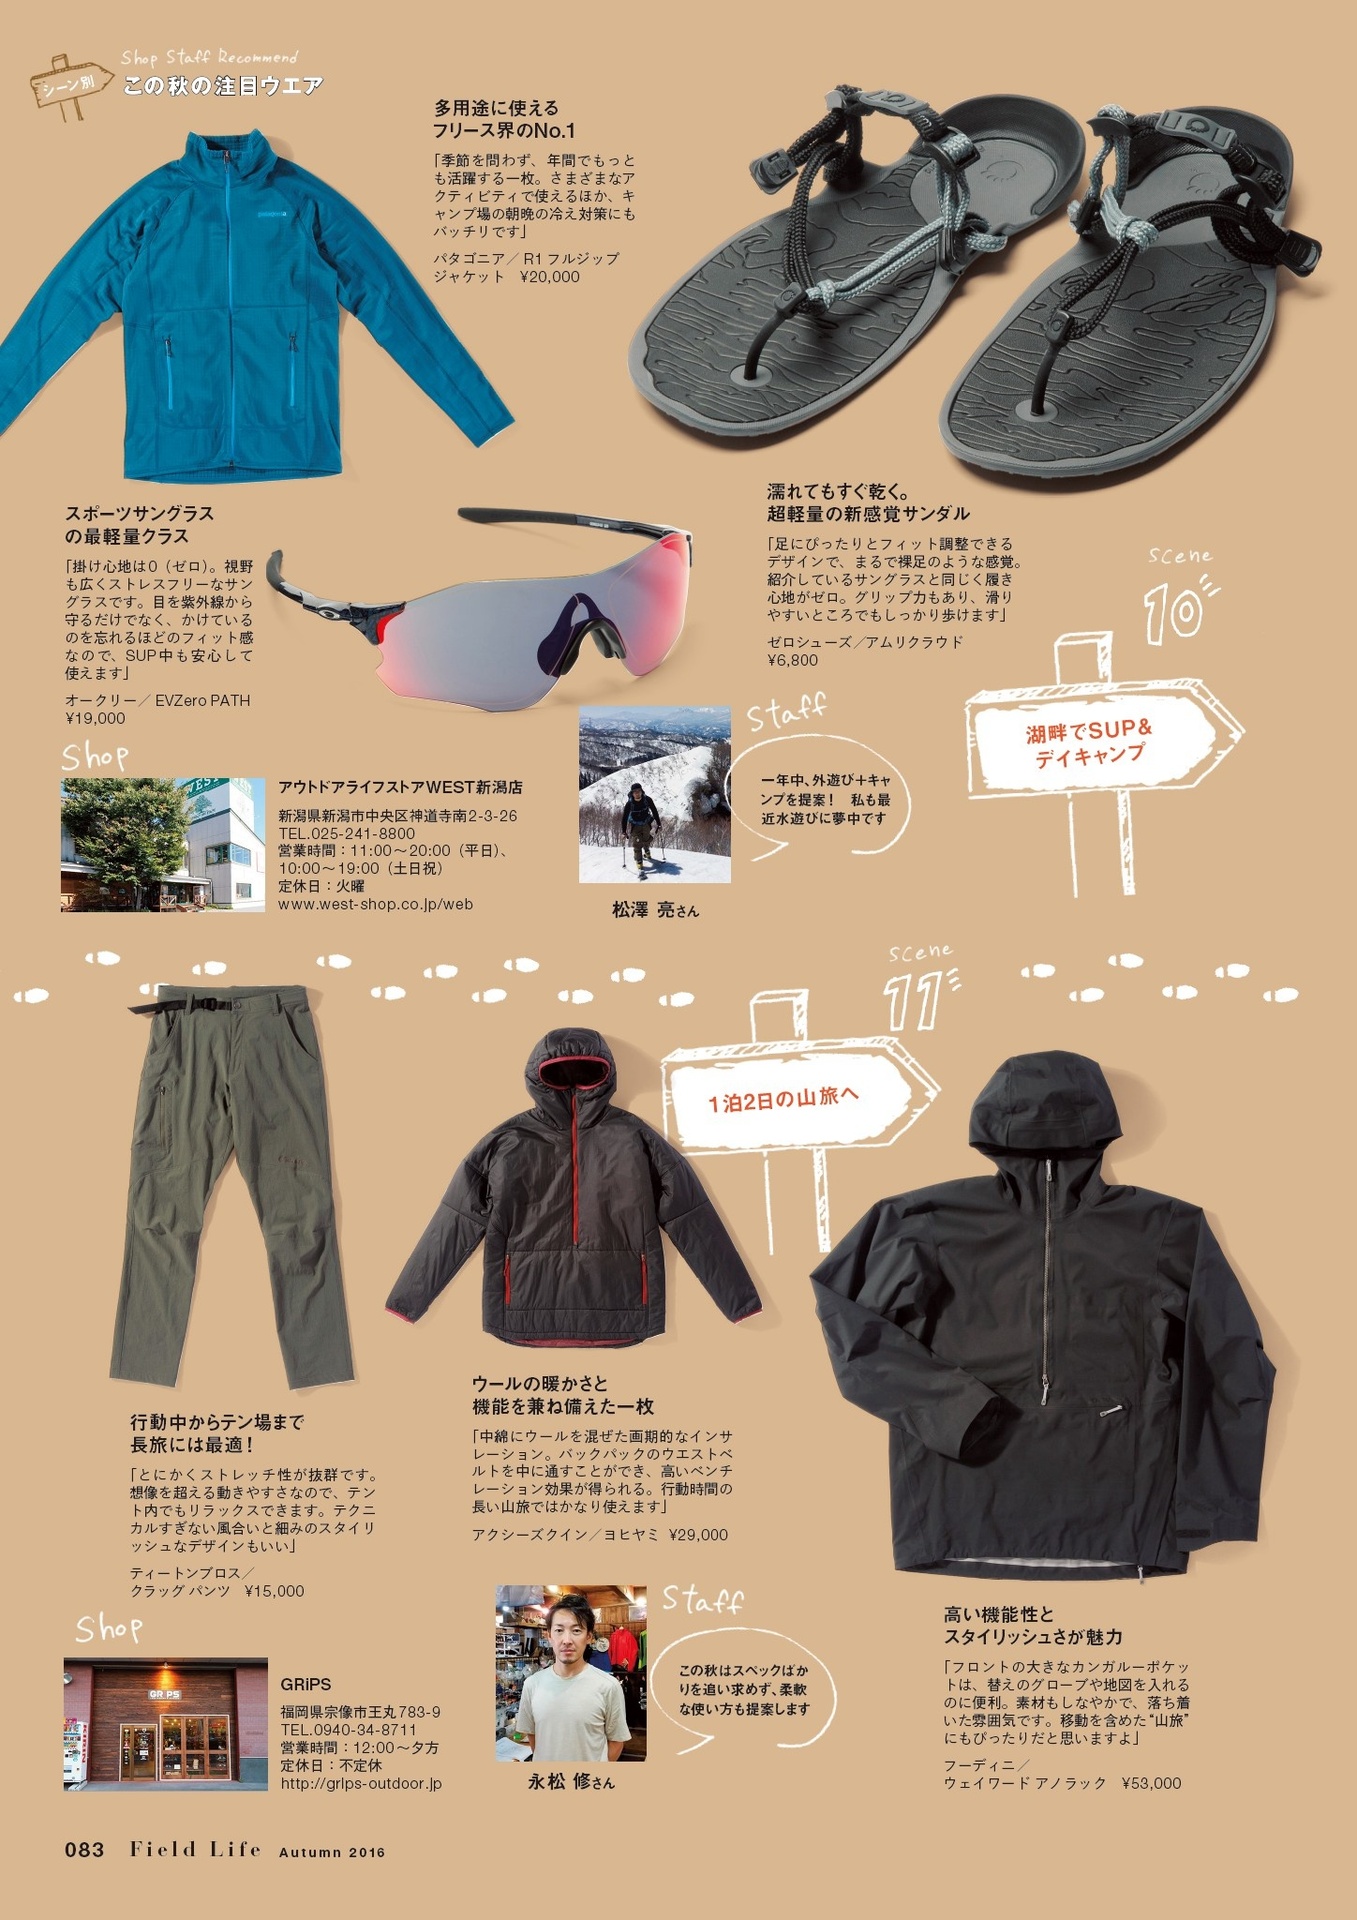 Shop Staff Recommend
シーン別
この秋の注目ウエア
多用途に使える
フリース界のNo.1
「季節を問わず、年間でもっと
も活躍する一枚。さまざまなア
クティビティで使えるほか、キ
ャンプ場の朝晩の冷え対策にも
バッチリです」
パタゴニア／R1 フルジップ
ジャケット　¥20,000
スポーツサングラス
の最軽量クラス
「掛け心地は0（ゼロ）。視野
も広くストレスフリーなサン
グラスです。目を紫外線から
守るだけでなく、かけている
のを忘れるほどのフィット感
なので、SUP中も安心して
使えます」
オークリー／EVZero PATH
¥19,000
濡れてもすぐ乾く。
超軽量の新感覚サンダル
「足にぴったりとフィット調整できる
デザインで、まるで裸足のような感覚。
紹介しているサングラスと同じく履き
心地がゼロ。グリップ力もあり、滑り
やすいところでもしっかり歩けます」
ゼロシューズ／アムリクラウド
¥6,800
scene
10
湖畔でSUP&
デイキャンプ
Shop
WEST
アウトドアライフストアWEST新潟店
新潟県新潟市中央区神道寺南2-3-26
TEL.025-241-8800
営業時間：11:00～20:00（平日）、
10:00～19:00（土日祝）
定休日：火曜
www.west-shop.co.jp/web
Staff
一年中、外遊び＋キャ
ンプを提案！　私も最
近水遊びに夢中です
松澤 亮さん
scene
11
1泊2日の山旅へ
行動中からテン場まで
長旅には最適！
「とにかくストレッチ性が抜群です。
想像を超える動きやすさなので、テン
ト内でもリラックスできます。テクニ
カルすぎない風合いと細みのスタイリ
ッシュなデザインもいい」
ティートンブロス／
クラッグ パンツ　¥15,000
ウールの暖かさと
機能を兼ね備えた一枚
「中綿にウールを混ぜた画期的なインサ
レーション。バックパックのウエストベ
ルトを中に通すことができ、高いベンチ
レーション効果が得られる。行動時間の
長い山旅ではかなり使えます」
アクシーズクイン／ヨヒヤミ ¥29,000
高い機能性と
スタイリッシュさが魅力
「フロントの大きなカンガルーポケッ
トは、替えのグローブや地図を入れる
のに便利。素材もしなやかで、落ち着
いた雰囲気です。移動を含めた“山旅”
にもぴったりだと思いますよ」
フーディニ／
ウェイワード アノラック　¥53,000
Shop
GRiPS
GRiPS
福岡県宗像市王丸783-9
TEL.0940-34-8711
営業時間：12:00～夕方
定休日：不定休
http://grips-outdoor.jp
Staff
この秋はスペックばか
りを追い求めず、柔軟
な使い方も提案します
永松 修さん
083 Field Life Autumn 2016